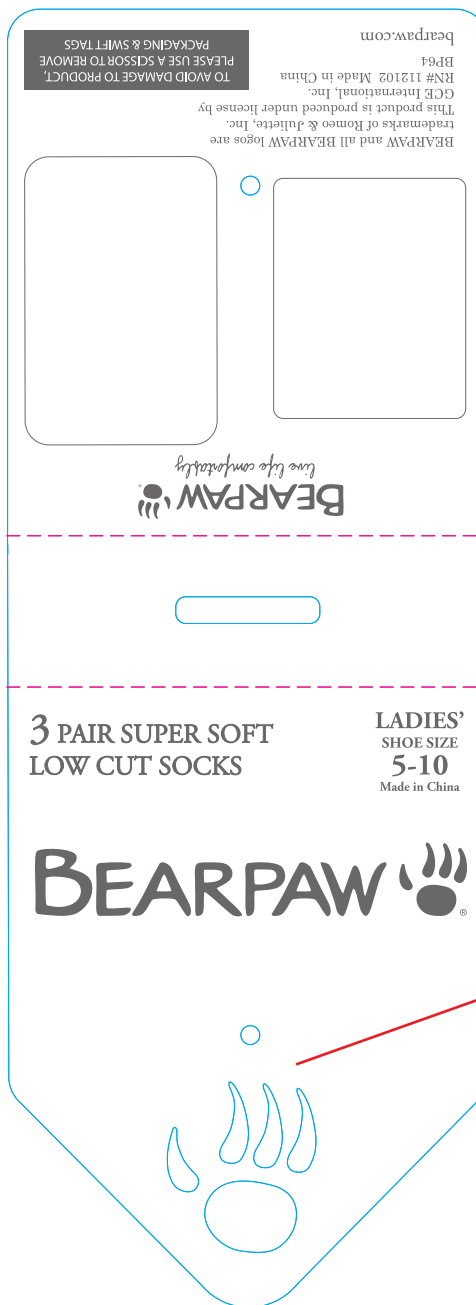 TO AVOID DAMAGE TO PRODUCT,
PLEASE USE A SCISSOR TO REMOVE
PACKAGING & SWIFT TAGS
BEARPAW and all BEARPAW logos are
trademarks of Romeo & Juliette, Inc.
This product is produced under license by
GCE International, Inc.
RN# 112102 Made in China
BP64
bearpaw.com
BEARPAW®
live life comfortably
3 PAIR SUPER SOFT
LOW CUT SOCKS
LADIES’
SHOE SIZE
5-10
Made in China
BEARPAW®